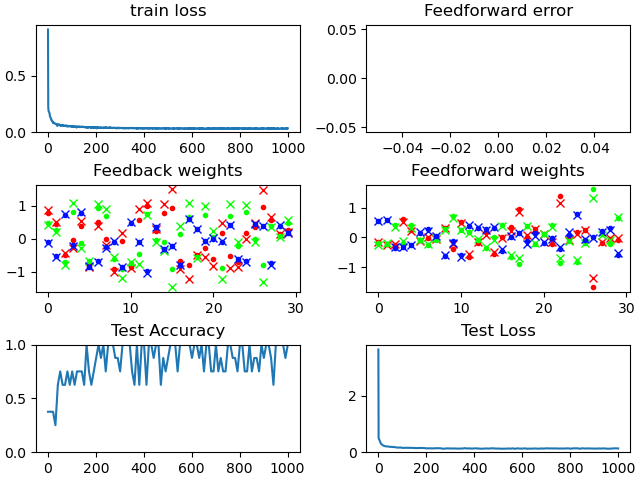 train loss
Feedforward error
0.5
0.0
0 200 400 600 800 1000
0.05
0.00
−0.05
−0.04 −0.02 0.00 0.02 0.04
Feedback weights
Feedforward weights
1
0
−1
0 10 20 30
1
0
−1
0 10 20 30
Test Accuracy
Test Loss
1.0
0.5
0.0
0 200 400 600 800 1000
2
0
0 200 400 600 800 1000